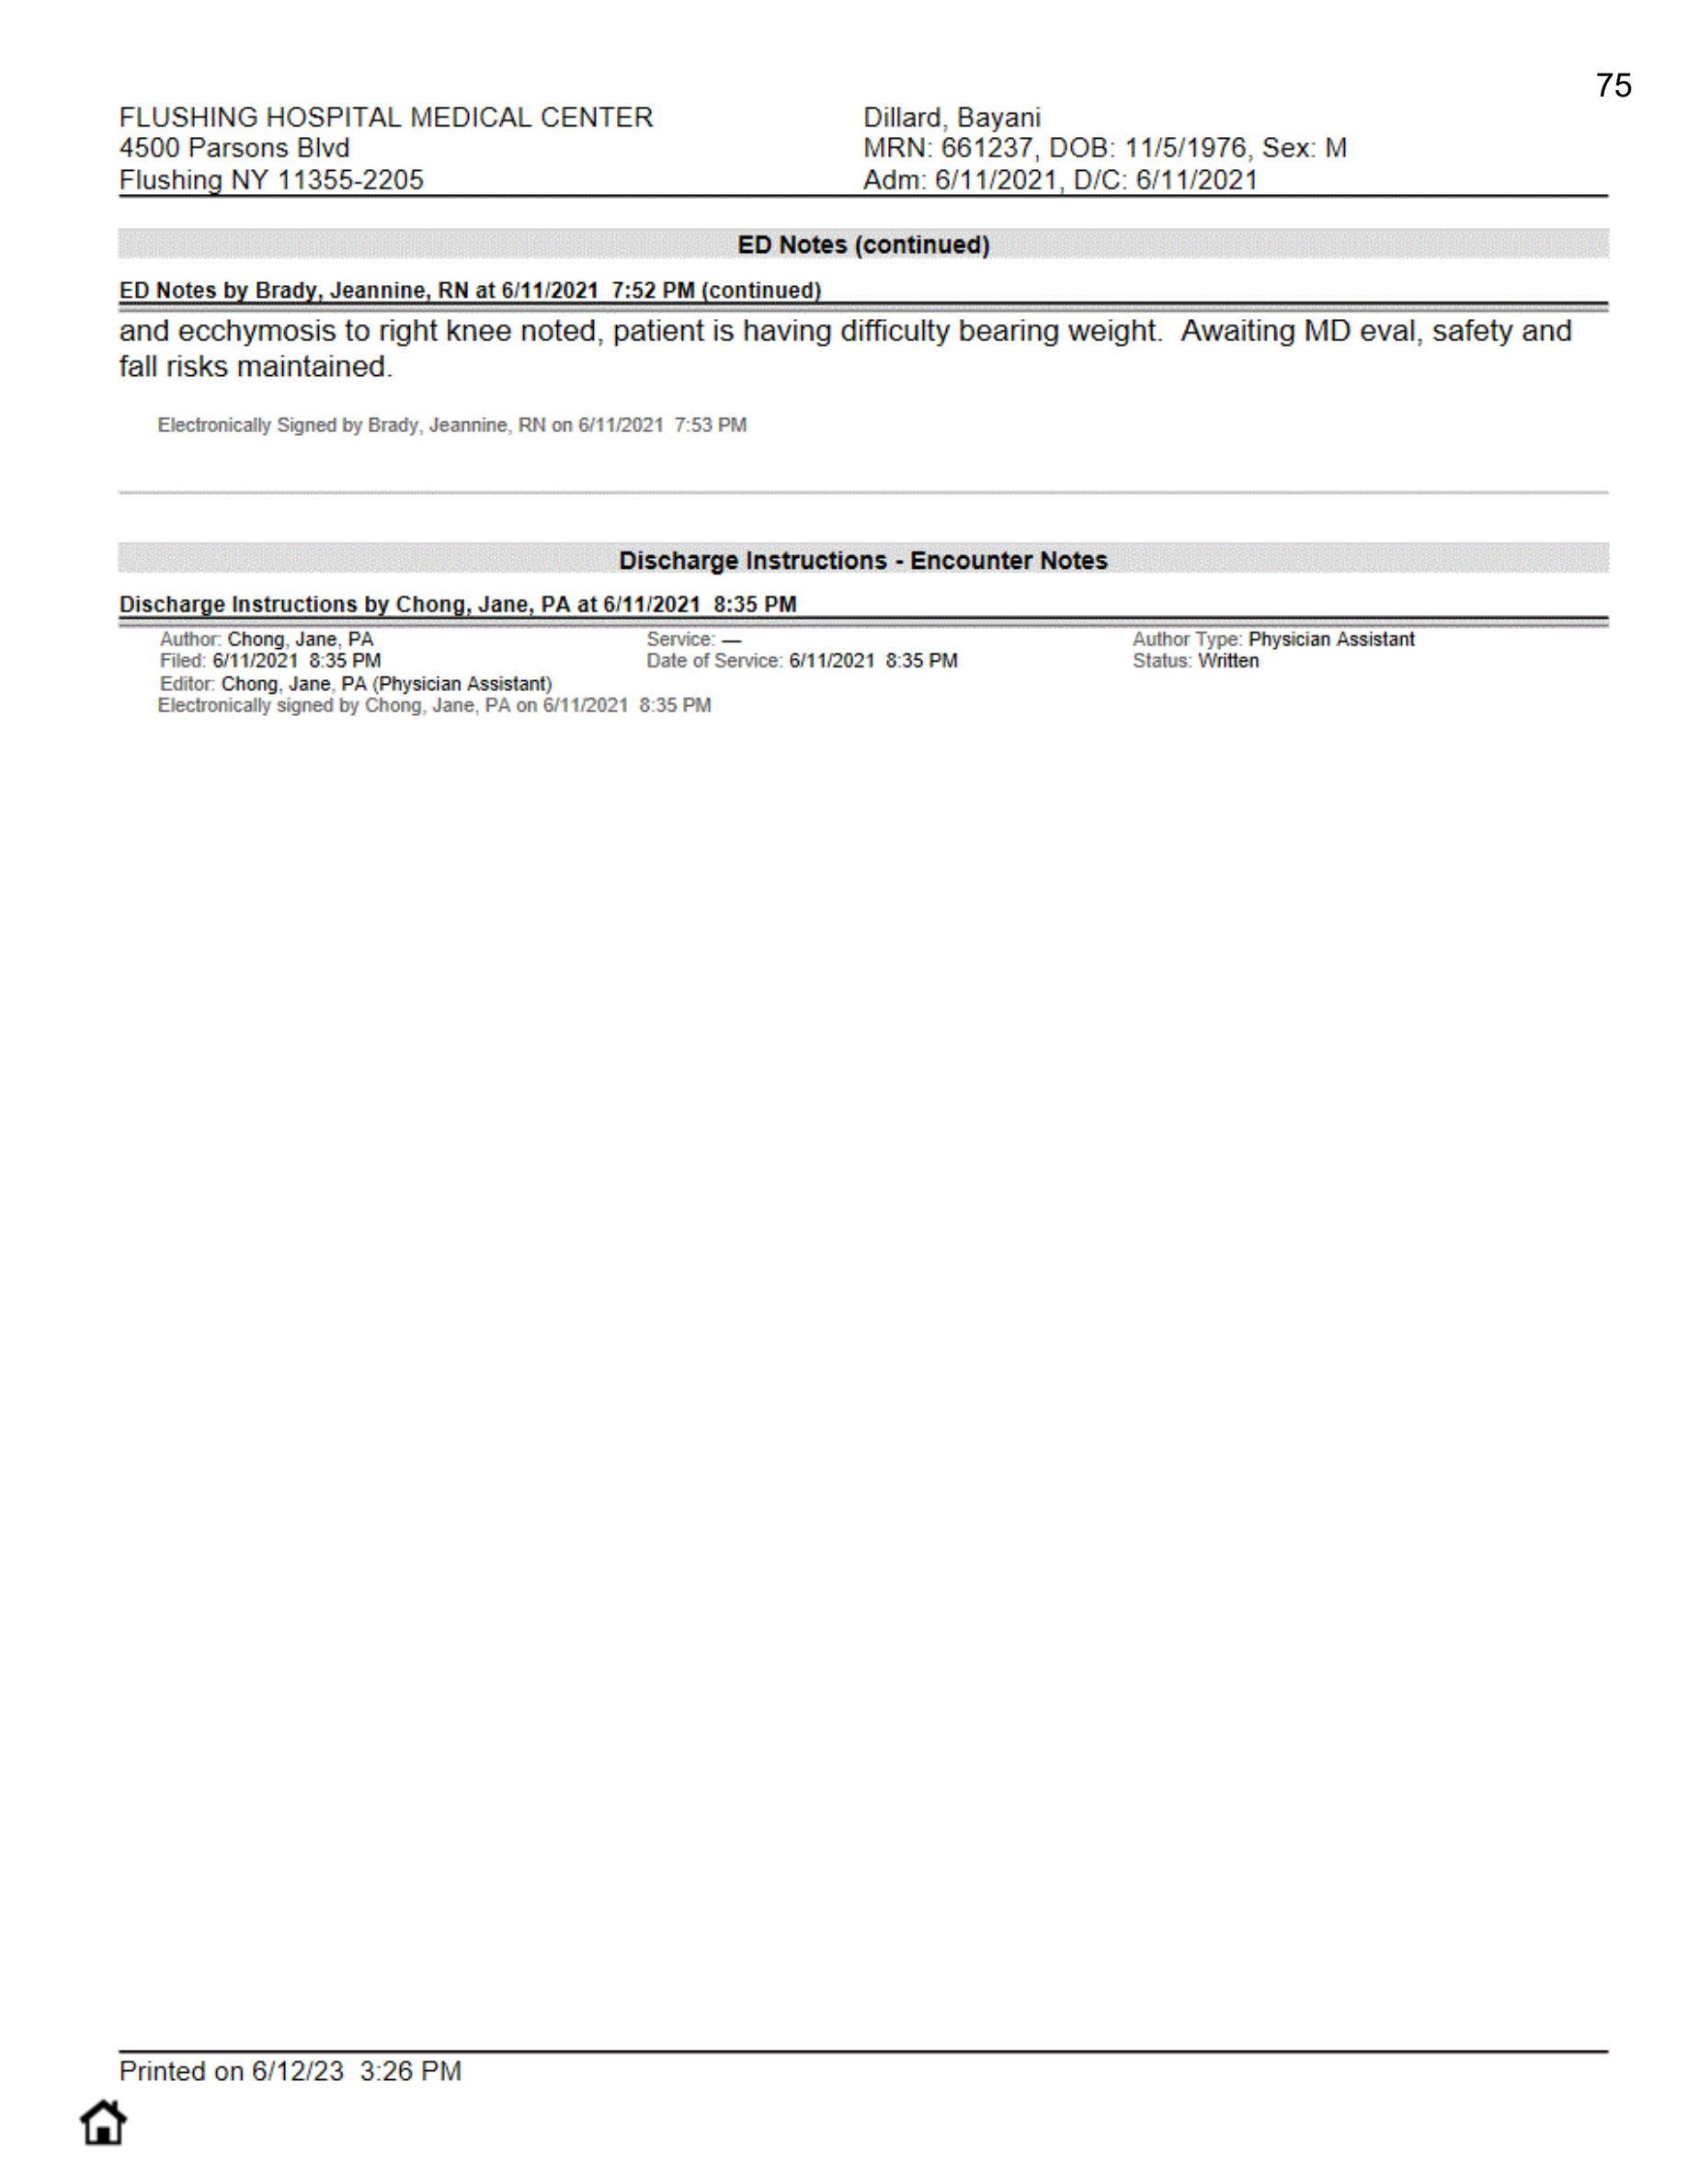 75
FLUSHING HOSPITAL MEDICAL CENTER
4500 Parsons Blvd
Flushing NY 11355-2205
Dillard, Bayani
MRN: 661237, DOB: 11/5/1976, Sex: M
Adm: 6/11/2021, D/C: 6/11/2021
ED Notes (continued)
ED Notes by Brady, Jeannine, RN at 6/11/2021  7:52 PM (continued)
and ecchymosis to right knee noted, patient is having difficulty bearing weight.  Awaiting MD eval, safety and
fall risks maintained.
Electronically Signed by Brady, Jeannine, RN on 6/11/2021  7:53 PM
Discharge Instructions - Encounter Notes
Discharge Instructions by Chong, Jane, PA at 6/11/2021  8:35 PM
Author: Chong, Jane, PA Service: — Author Type: Physician Assistant
Filed: 6/11/2021  8:35 PM Date of Service: 6/11/2021  8:35 PM Status: Written
Editor: Chong, Jane, PA (Physician Assistant)
Electronically signed by Chong, Jane, PA on 6/11/2021  8:35 PM
Printed on 6/12/23  3:26 PM